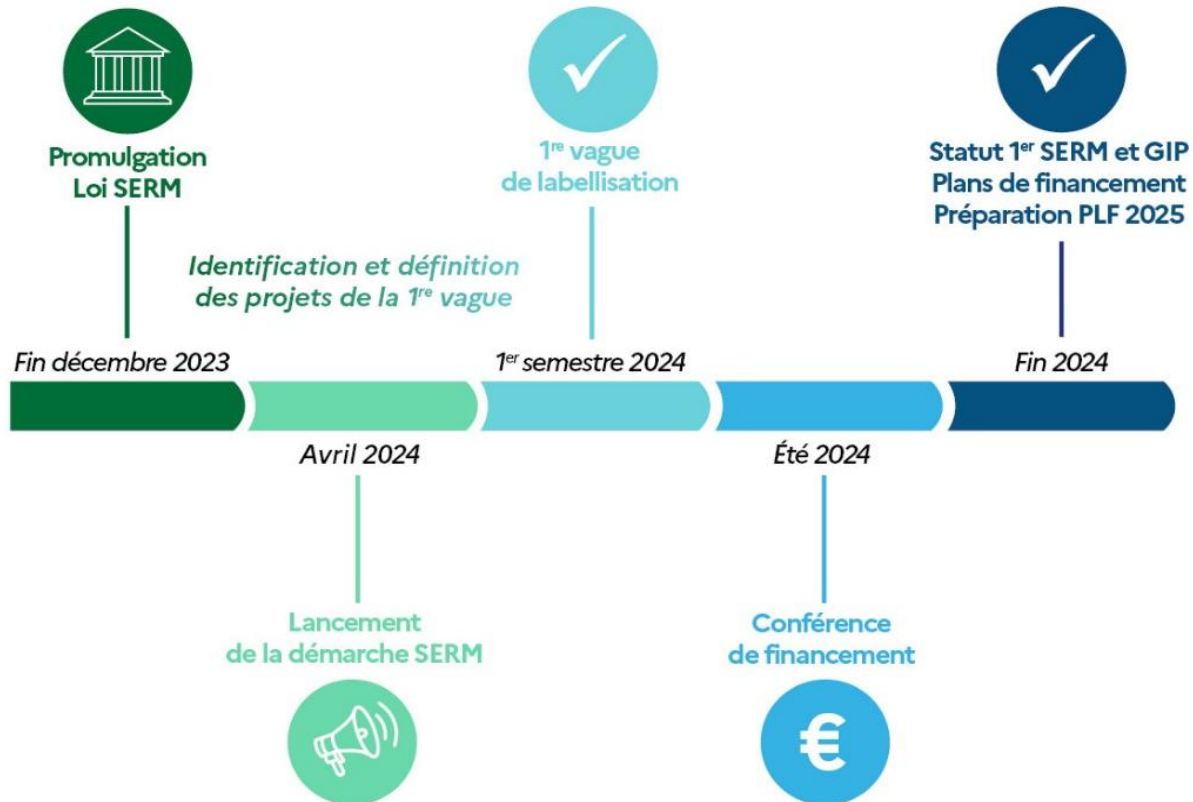 Promulgation
Loi SERM
1re vague
de labellisation
Statut 1er SERM et GIP
Plans de financement
Préparation PLF 2025
Identification et définition
des projets de la 1re vague
Fin décembre 2023
1er semestre 2024
Fin 2024
Avril 2024
Été 2024
Lancement
de la démarche SERM
Conférence
de financement
€